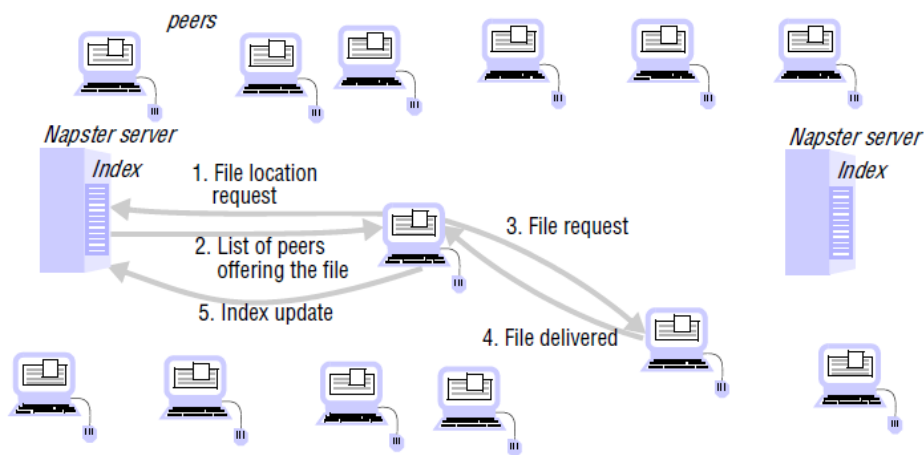 peers
Napster server
Index
Napster server
Index
1. File location
request
2. List of peers
offering the file
3. File request
4. File delivered
5. Index update